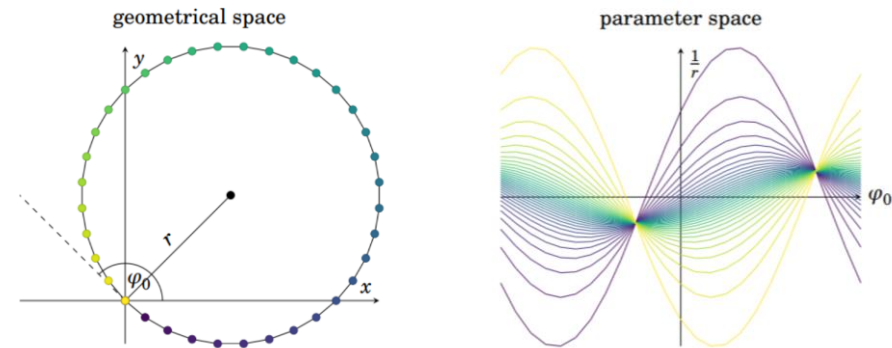 geometrical space
y
r
φ₀
x
parameter space
1/r
φ₀